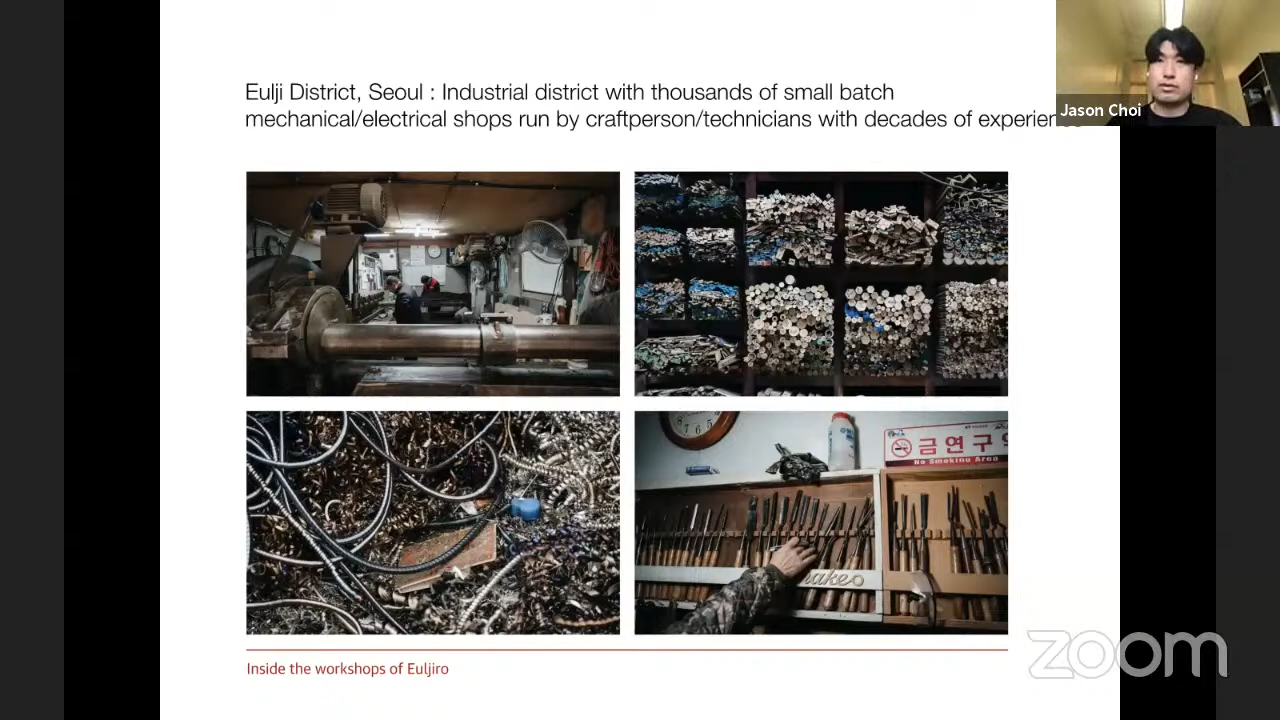 Eulji District, Seoul : Industrial district with thousands of small batch
mechanical/electrical shops run by craftperson/technicians with decades of
Jason Choi
금연구
No Smoking Area
Inside the workshops of Euljiro
zoom